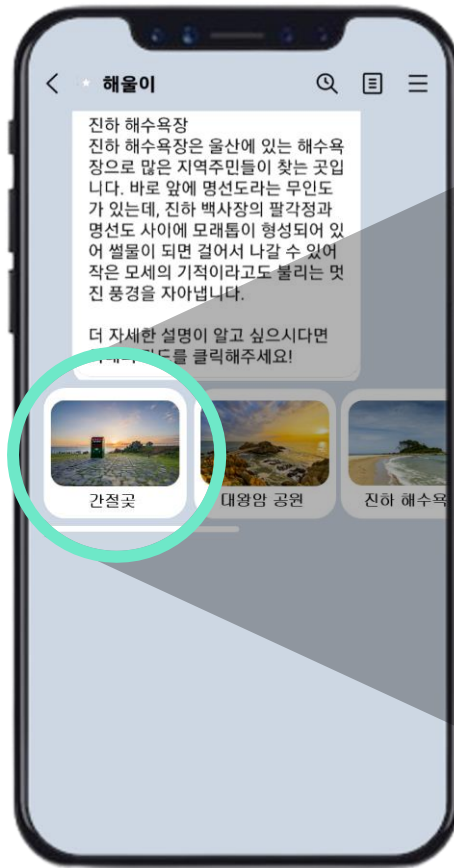 해울이
진하 해수욕장
진하 해수욕장은 울산에 있는 해수욕
장으로 많은 지역주민들이 찾는 곳입
니다. 바로 앞에 명선도라는 무인도
가 있는데, 진하 백사장의 팔각정과
명선도 사이에 모래톱이 형성되어 있
어 썰물이 되면 걸어서 나갈 수 있어
작은 모세의 기적이라고도 불리는 멋
진 풍경을 자아냅니다.
더 자세한 설명이 알고 싶으시다면
클릭해주세요!
간절곶
대왕암 공원
진하 해수욕